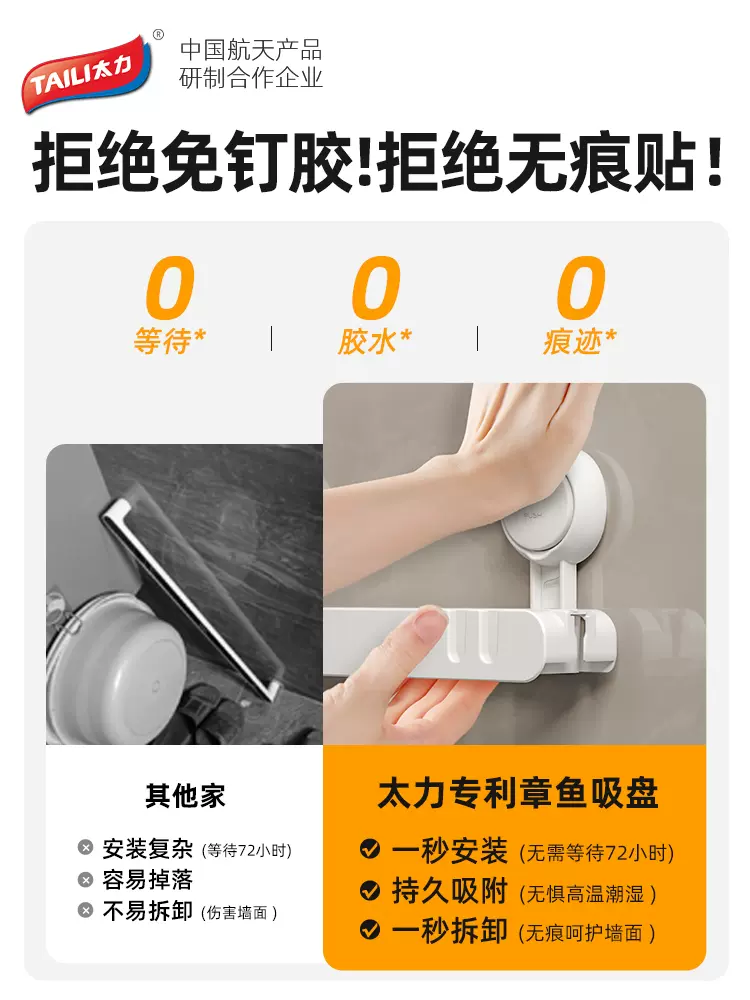 TAILI太力®
中国航天产品
研制合作企业
拒绝免钉胶!拒绝无痕贴!
0 0 0
等待* 胶水* 痕迹*
其他家
安装复杂 (等待72小时)
容易掉落
不易拆卸 (伤害墙面)
太力专利章鱼吸盘
一秒安装 (无需等待72小时)
持久吸附 (无惧高温潮湿)
一秒拆卸 (无痕呵护墙面)